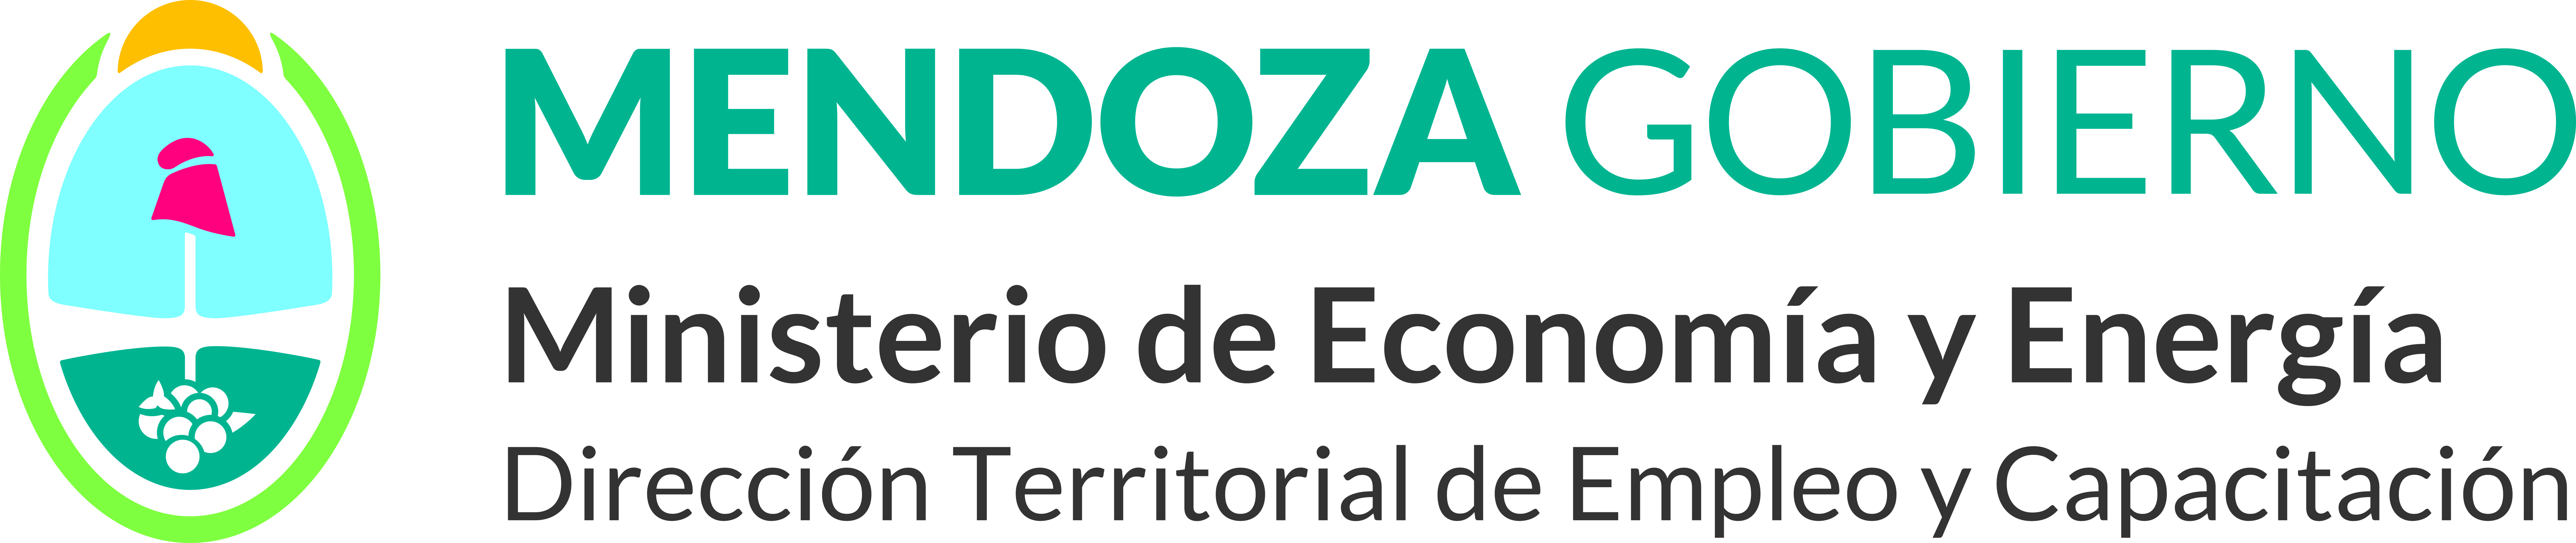 MENDOZA GOBIERNO
Ministerio de Economía y Energía
Dirección Territorial de Empleo y Capacitación